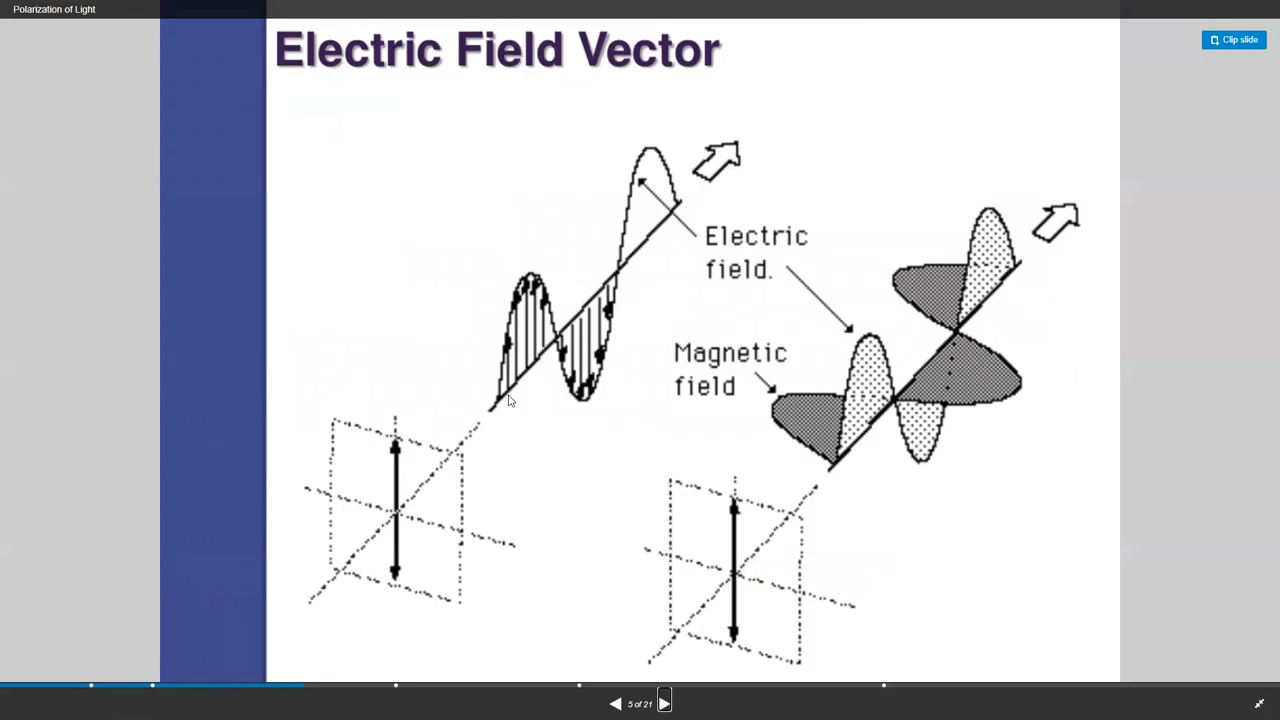 Polarization of Light
Clip slide
Electric Field Vector
Electric
field.
Magnetic
field
5 of 21